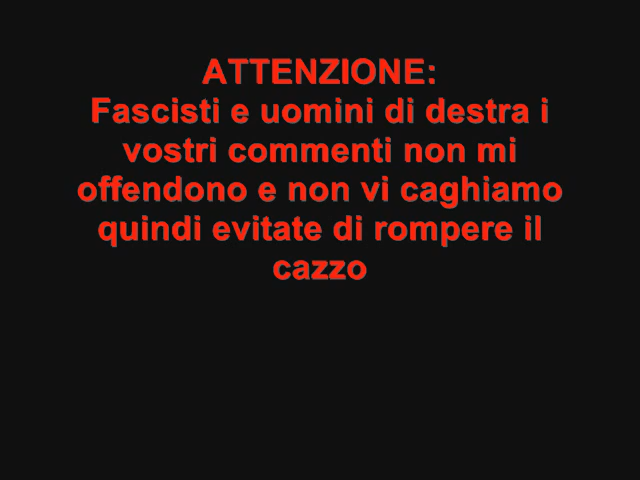 ATTENZIONE:
Fascisti e uomini di destra i
vostri commenti non mi
offendono e non vi caghiamo
quindi evitate di rompere il
cazzo